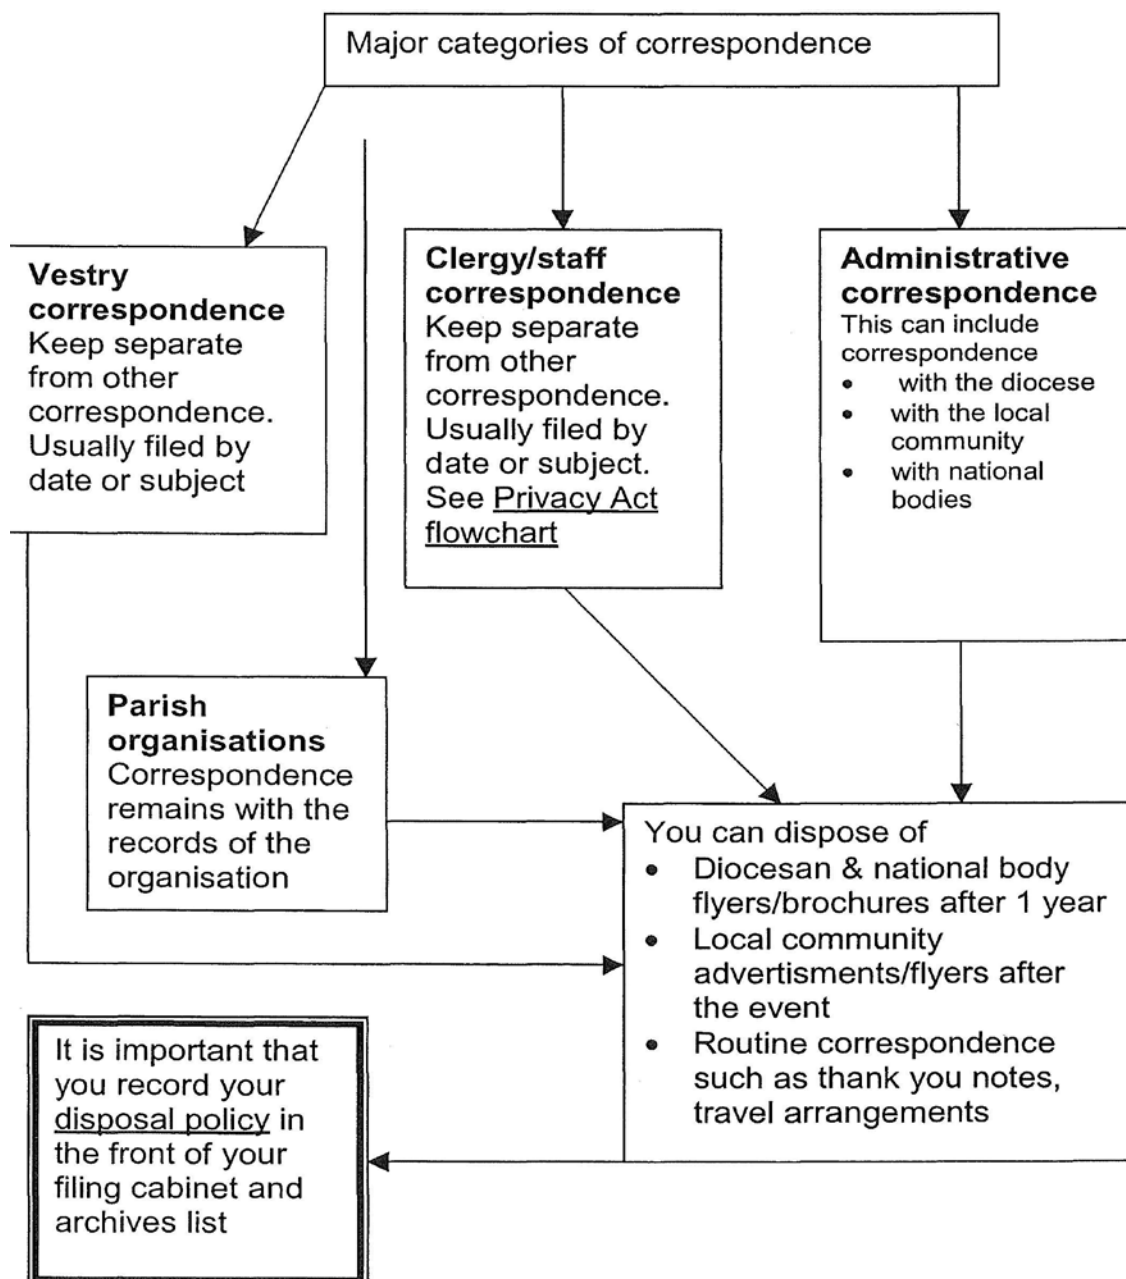 Major categories of correspondence
Vestry
correspondence
Keep separate
from other
correspondence.
Usually filed by
date or subject
Clergy/staff
correspondence
Keep separate
from other
correspondence.
Usually filed by
date or subject.
See Privacy Act
flowchart
Administrative
correspondence
This can include
correspondence
• with the diocese
• with the local
community
• with national
bodies
Parish
organisations
Correspondence
remains with the
records of the
organisation
You can dispose of
• Diocesan & national body
flyers/brochures after 1 year
• Local community
advertisments/flyers after
the event
• Routine correspondence
such as thank you notes,
travel arrangements
It is important that
you record your
disposal policy in
the front of your
filing cabinet and
archives list